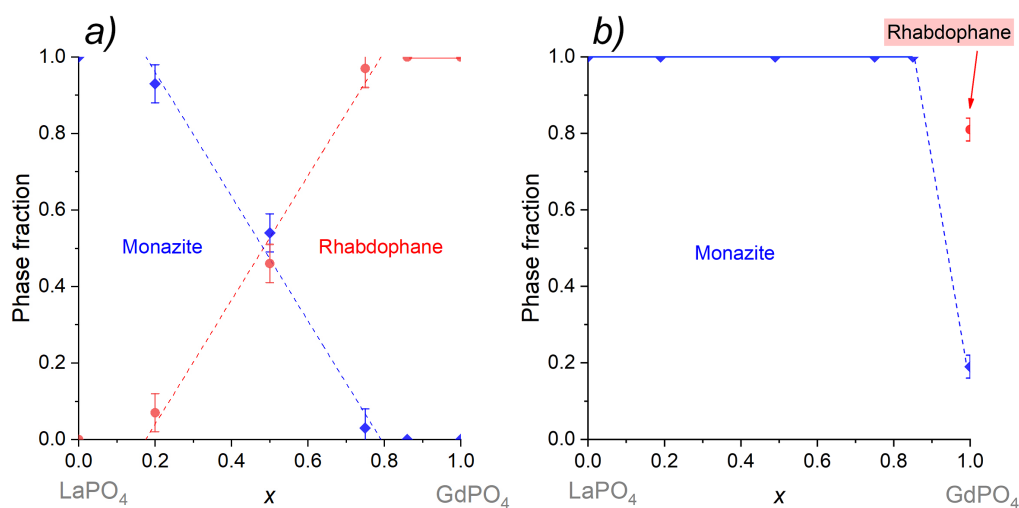 a)
Phase fraction
1.0
0.8
0.6
0.4
0.2
0.0
Monazite
Rhabdophane
0.0 0.2 0.4 0.6 0.8 1.0
LaPO₄ x GdPO₄
b)
Rhabdophane
Phase fraction
1.0
0.8
0.6
0.4
0.2
0.0
Monazite
0.0 0.2 0.4 0.6 0.8 1.0
LaPO₄ x GdPO₄